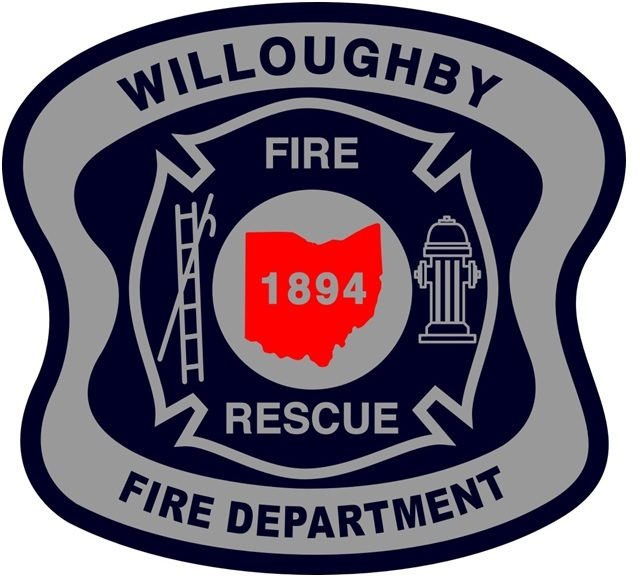 WILLOUGHBY
FIRE
1894
RESCUE
FIRE DEPARTMENT